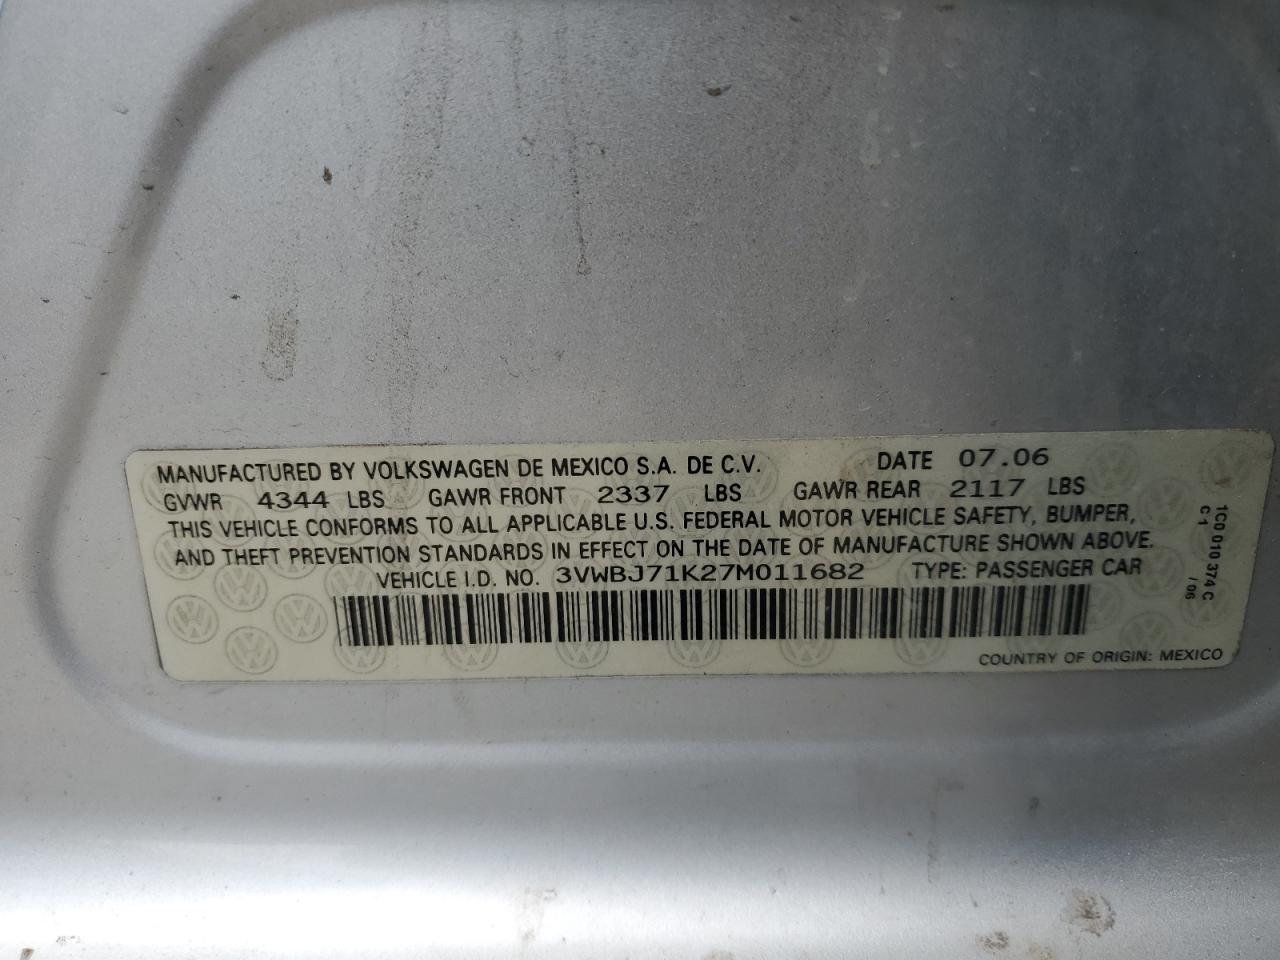 MANUFACTURED BY VOLKSWAGEN DE MEXICO S.A. DE C.V. DATE 07.06
GVWR 4344 LBS GAWR FRONT 2337 LBS GAWR REAR 2117 LBS
THIS VEHICLE CONFORMS TO ALL APPLICABLE U.S. FEDERAL MOTOR VEHICLE SAFETY, BUMPER,
AND THEFT PREVENTION STANDARDS IN EFFECT ON THE DATE OF MANUFACTURE SHOWN ABOVE.
VEHICLE I.D. NO. 3VWBJ71K27M011682 TYPE: PASSENGER CAR
COUNTRY OF ORIGIN: MEXICO
1C0 010 374 C
C1 / 06